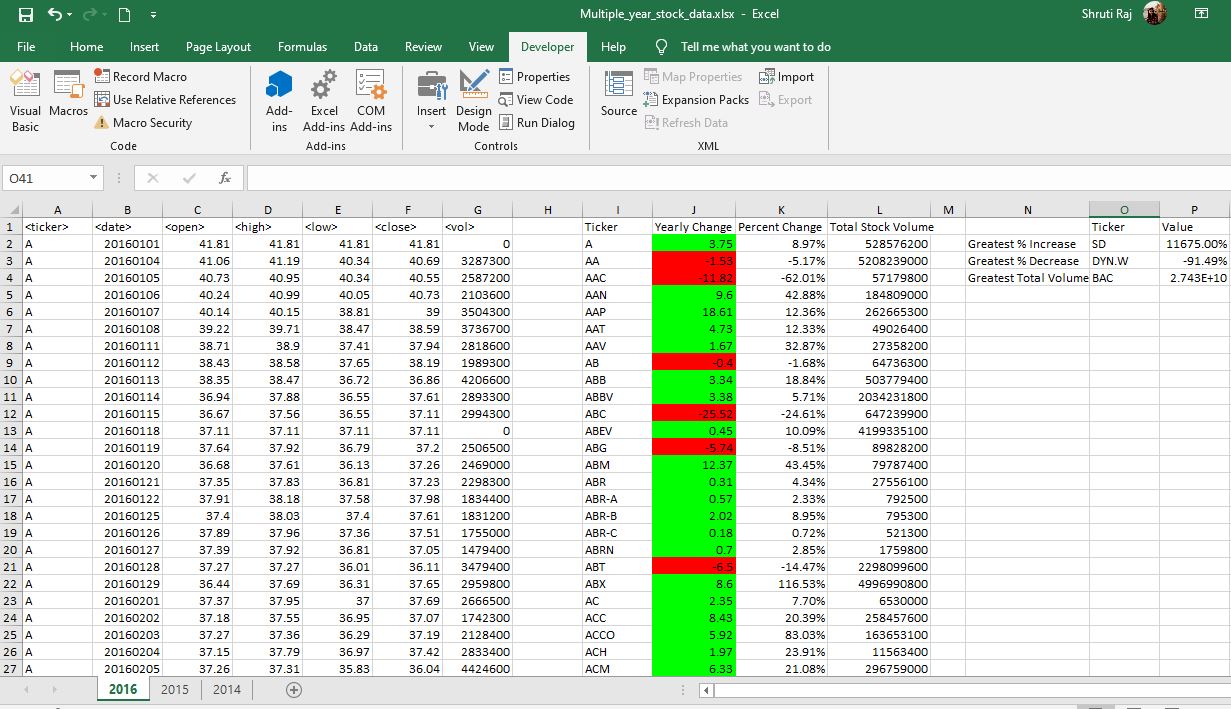 Multiple_year_stock_data.xlsx - Excel Shruti Raj
File Home Insert Page Layout Formulas Data Review View Developer Help Tell me what you want to do
Visual Basic
Macros
Record Macro
Use Relative References
Macro Security
Code
Add-ins
Excel Add-ins
COM Add-ins
Add-ins
Insert
Design Mode
Properties
View Code
Run Dialog
Controls
Source
Map Properties
Expansion Packs
Refresh Data
Import
Export
XML
O41 fx
A B C D E F G H I J K L M N O P
1 <ticker> <date> <open> <high> <low> <close> <vol> Ticker Yearly Change Percent Change Total Stock Volume Ticker Value
2 A 20160101 41.81 41.81 41.81 41.81 0 A 3.75 8.97% 528576200 Greatest % Increase SD 11675.00%
3 A 20160104 41.06 41.19 40.34 40.69 3287300 AA -1.53 -5.17% 5208239000 Greatest % Decrease DYN.W -91.49%
4 A 20160105 40.73 40.95 40.34 40.55 2587200 AAC -11.82 -62.01% 57179800 Greatest Total Volume BAC 2.743E+10
5 A 20160106 40.24 40.99 40.05 40.73 2103600 AAN 9.6 42.88% 184809000
6 A 20160107 40.14 40.15 38.81 39 3504300 AAP 18.61 12.36% 262665300
7 A 20160108 39.22 39.71 38.47 38.59 3736700 AAT 4.73 12.33% 49026400
8 A 20160111 38.71 38.9 37.41 37.94 2818600 AAV 1.67 32.87% 27358200
9 A 20160112 38.43 38.58 37.65 38.19 1989300 AB -0.4 -1.68% 64736300
10 A 20160113 38.35 38.47 36.72 36.86 4206600 ABB 3.34 18.84% 503779400
11 A 20160114 36.94 37.88 36.55 37.61 2893300 ABBV 3.38 5.71% 2034231800
12 A 20160115 36.67 37.56 36.55 37.11 2994300 ABC -25.52 -24.61% 647239900
13 A 20160118 37.11 37.11 37.11 37.11 0 ABEV 0.45 10.09% 4199335100
14 A 20160119 37.64 37.92 36.79 37.2 2506500 ABG -5.74 -8.51% 89828200
15 A 20160120 36.68 37.61 36.13 37.26 2469000 ABM 12.37 43.45% 79787400
16 A 20160121 37.35 37.83 36.81 37.23 2298300 ABR 0.31 4.34% 27556100
17 A 20160122 37.91 38.18 37.58 37.98 1834400 ABR-A 0.57 2.33% 792500
18 A 20160125 37.4 38.03 37.4 37.61 1831200 ABR-B 2.02 8.95% 795300
19 A 20160126 37.89 37.96 37.36 37.51 1755000 ABR-C 0.18 0.72% 521300
20 A 20160127 37.39 37.92 36.81 37.05 1479400 ABRN 0.7 2.85% 1759800
21 A 20160128 37.27 37.27 36.01 36.11 3479400 ABT -6.5 -14.47% 2298099600
22 A 20160129 36.44 37.69 36.31 37.65 2959800 ABX 8.6 116.53% 4996990800
23 A 20160201 37.37 37.95 37 37.69 2666500 AC 2.35 7.70% 6530000
24 A 20160202 37.18 37.55 36.95 37.07 1742300 ACC 8.43 20.39% 258457600
25 A 20160203 37.27 37.36 36.29 37.19 2128400 ACCO 5.92 83.03% 163653100
26 A 20160204 37.15 37.79 36.97 37.42 2833400 ACH 1.97 23.91% 11563400
27 A 20160205 37.26 37.31 35.83 36.04 4424600 ACM 6.33 21.08% 296759000
2016 2015 2014